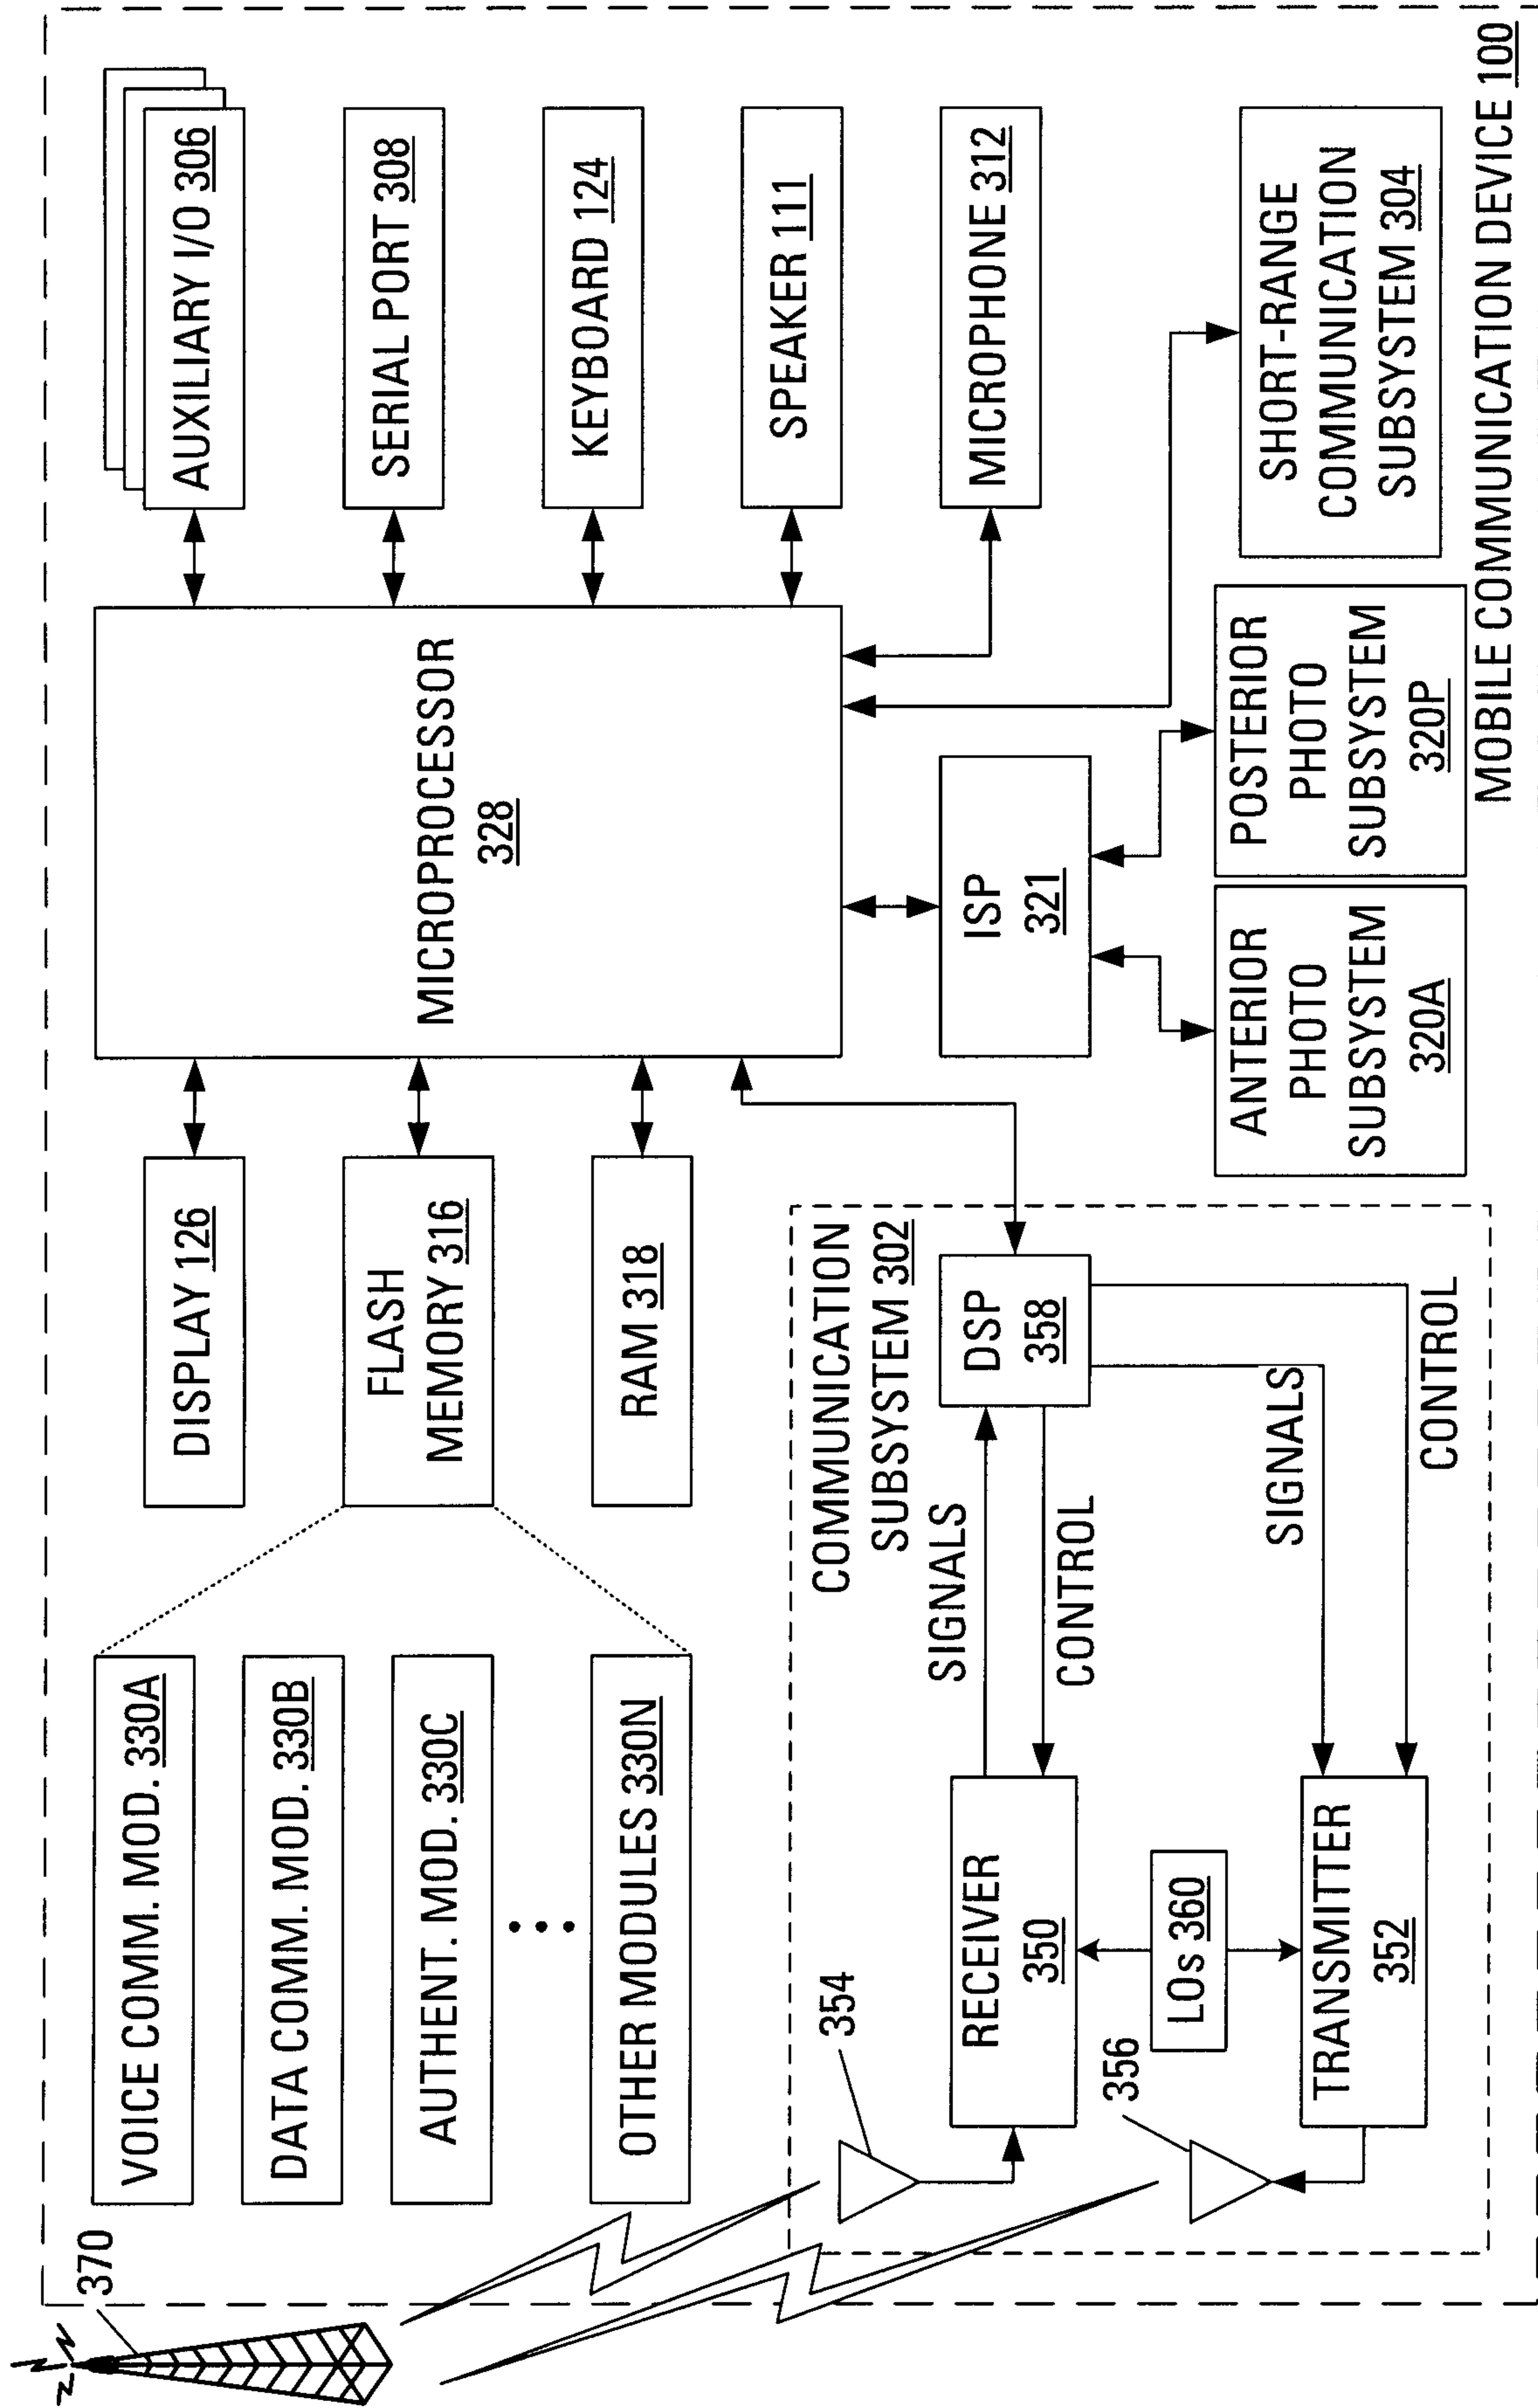 370
VOICE COMM. MOD. 330A
DATA COMM. MOD. 330B
AUTHENT. MOD. 330C
OTHER MODULES 330N
DISPLAY 126
FLASH
MEMORY 316
RAM 318
MICROPROCESSOR
328
AUXILIARY I/O 306
SERIAL PORT 308
KEYBOARD 124
SPEAKER 111
MICROPHONE 312
COMMUNICATION
SUBSYSTEM 302
354
RECEIVER
350
SIGNALS
CONTROL
DSP
358
LOs 360
356
TRANSMITTER
352
SIGNALS
CONTROL
ISP
321
ANTERIOR
PHOTO
SUBSYSTEM
320A
POSTERIOR
PHOTO
SUBSYSTEM
320P
SHORT-RANGE
COMMUNICATION
SUBSYSTEM 304
MOBILE COMMUNICATION DEVICE 100